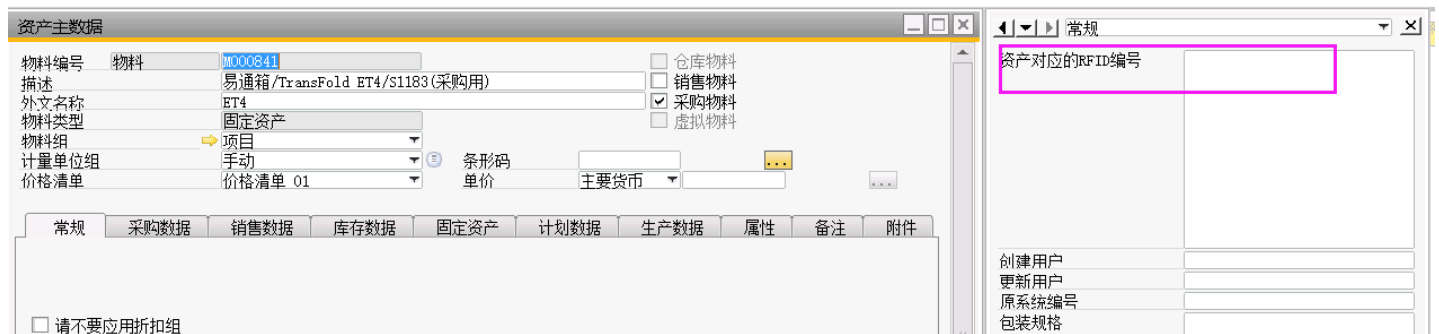 资产主数据
物料编号 物料 M000841 仓库物料
描述 易通箱/TransFold ET4/S1183(采购用) 销售物料
外文名称 ET4 采购物料
物料类型 固定资产 虚拟物料
物料组 项目
计量单位组 手动 条形码 ...
价格清单 价格清单 01 单价 主要货币 ...
常规 采购数据 销售数据 库存数据 固定资产 计划数据 生产数据 属性 备注 附件
请不要应用折扣组
常规
资产对应的RFID编号
创建用户
更新用户
原系统编号
包装规格